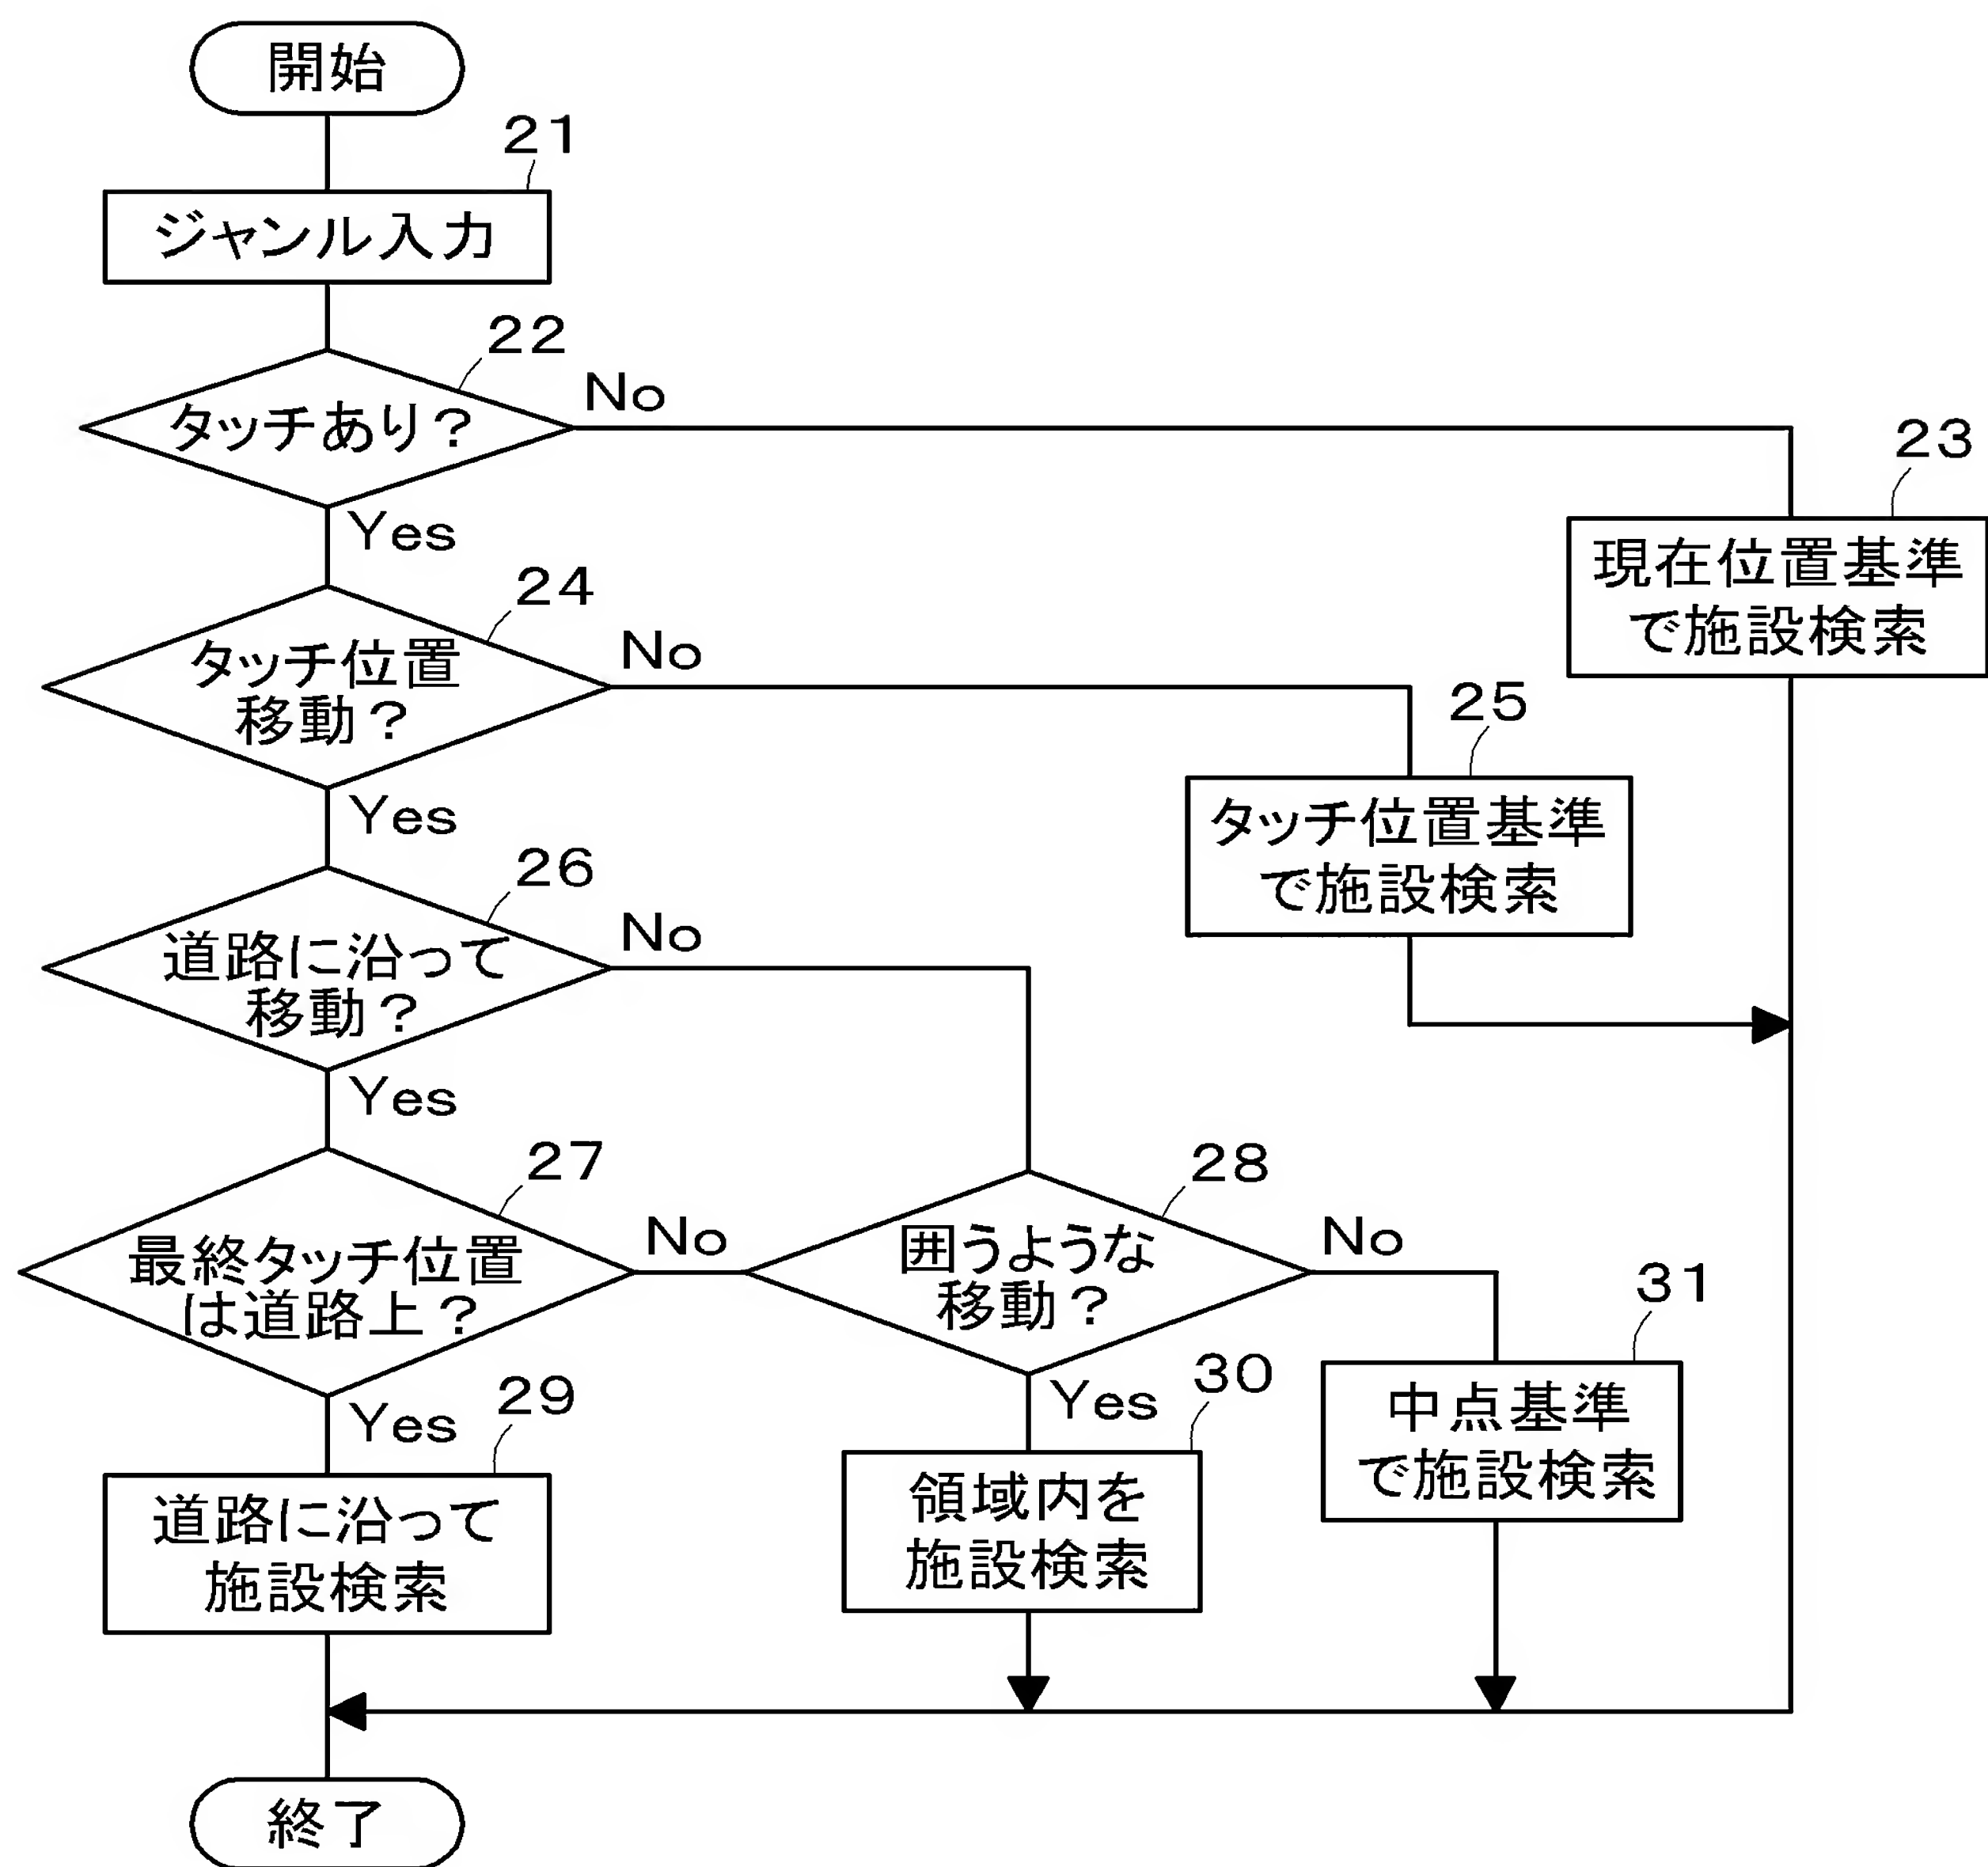 開始
21
ジャンル入力
22
タッチあり？
No
Yes
23
現在位置基準
で施設検索
24
タッチ位置
移動？
No
Yes
25
タッチ位置基準
で施設検索
26
道路に沿って
移動？
No
Yes
27
最終タッチ位置
は道路上？
No
Yes
28
囲うような
移動？
No
Yes
29
道路に沿って
施設検索
30
領域内を
施設検索
31
中点基準
で施設検索
終了